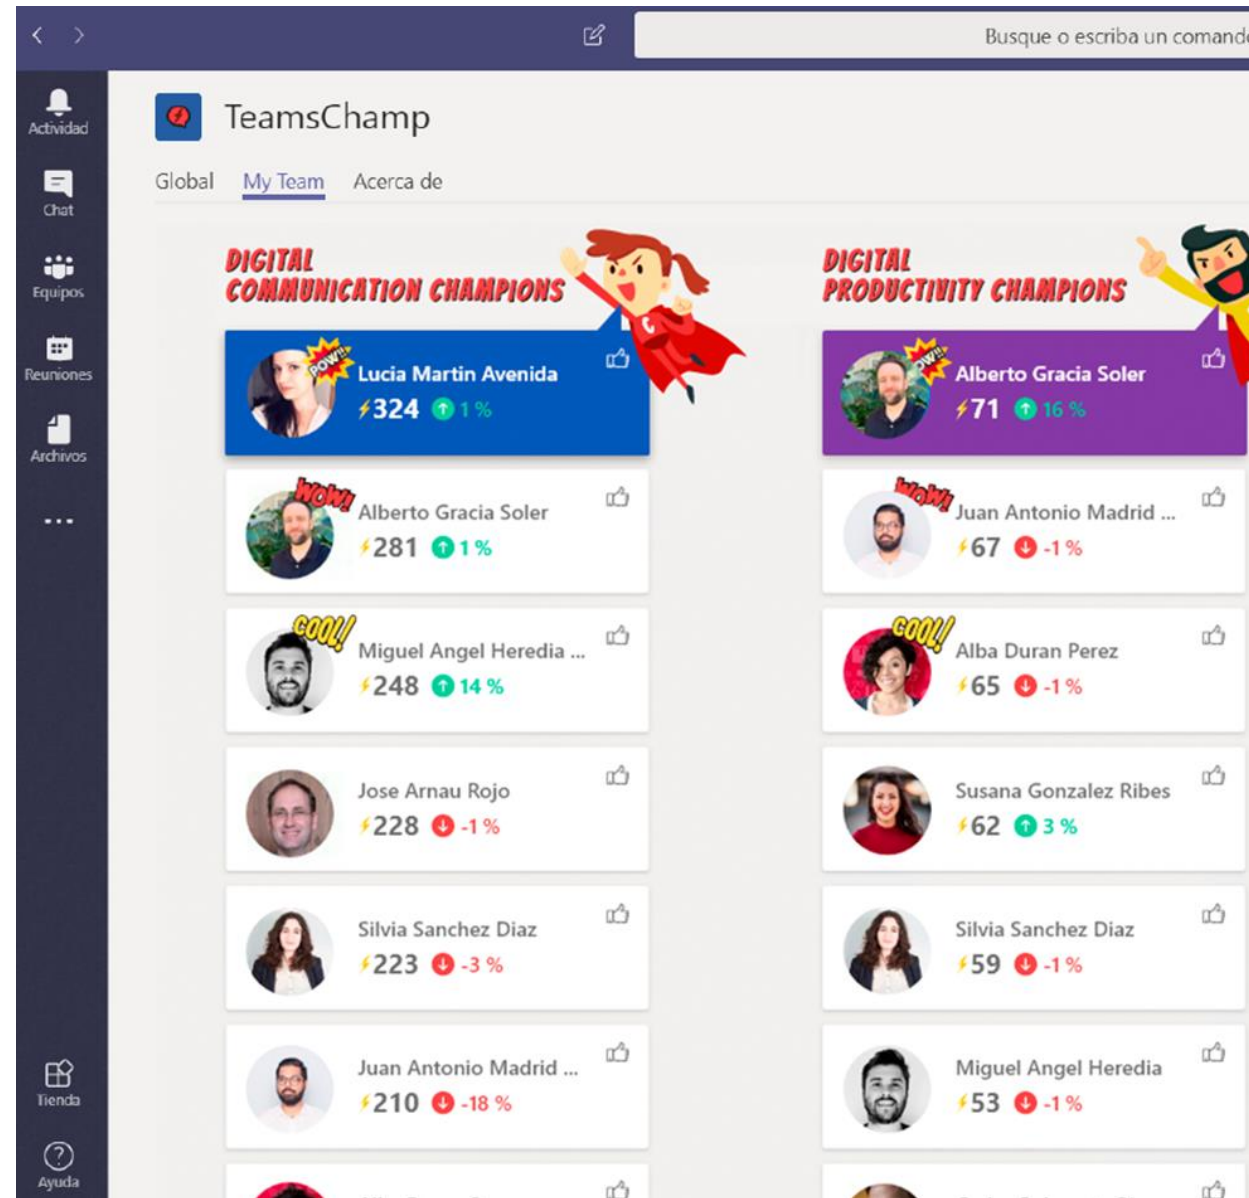 Busque o escriba un comando
Actividad
Chat
Equipos
Reuniones
Archivos
Tienda
Ayuda
TeamsChamp
Global My Team Acerca de
DIGITAL
COMMUNICATION CHAMPIONS
C
POW!!
Lucia Martin Avenida
324 1 %
WOW!
Alberto Gracia Soler
281 1 %
COOL!
Miguel Angel Heredia ...
248 14 %
Jose Arnau Rojo
228 -1 %
Silvia Sanchez Diaz
223 -3 %
Juan Antonio Madrid ...
210 -18 %
DIGITAL
PRODUCTIVITY CHAMPIONS
POW!!
Alberto Gracia Soler
71 16 %
WOW!
Juan Antonio Madrid ...
67 -1 %
COOL!
Alba Duran Perez
65 -1 %
Susana Gonzalez Ribes
62 3 %
Silvia Sanchez Diaz
59 -1 %
Miguel Angel Heredia
53 -1 %